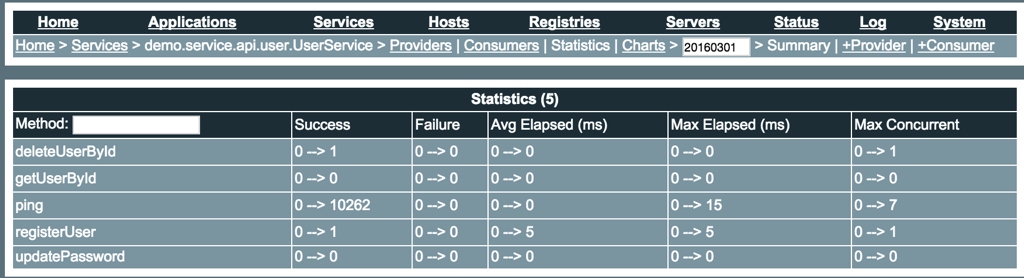 Home Applications Services Hosts Registries Servers Status Log System
Home > Services > demo.service.api.user.UserService > Providers | Consumers | Statistics | Charts > 20160301 > Summary | +Provider | +Consumer
Statistics (5)
Method: Success Failure Avg Elapsed (ms) Max Elapsed (ms) Max Concurrent
deleteUserById 0 --> 1 0 --> 0 0 --> 0 0 --> 0 0 --> 1
getUserById 0 --> 0 0 --> 0 0 --> 0 0 --> 0 0 --> 0
ping 0 --> 10262 0 --> 0 0 --> 0 0 --> 15 0 --> 7
registerUser 0 --> 1 0 --> 0 0 --> 5 0 --> 5 0 --> 1
updatePassword 0 --> 0 0 --> 0 0 --> 0 0 --> 0 0 --> 0